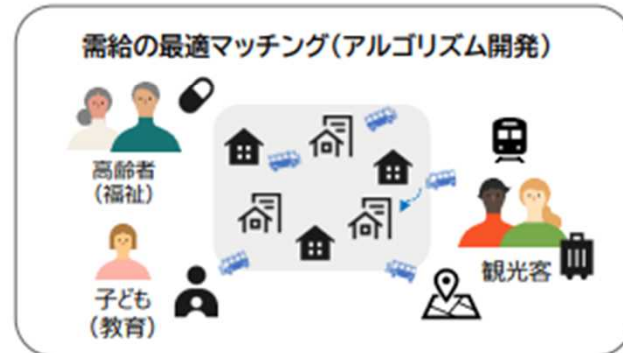 需給の最適マッチング(アルゴリズム開発)
高齢者
(福祉)
子ども
(教育)
観光客